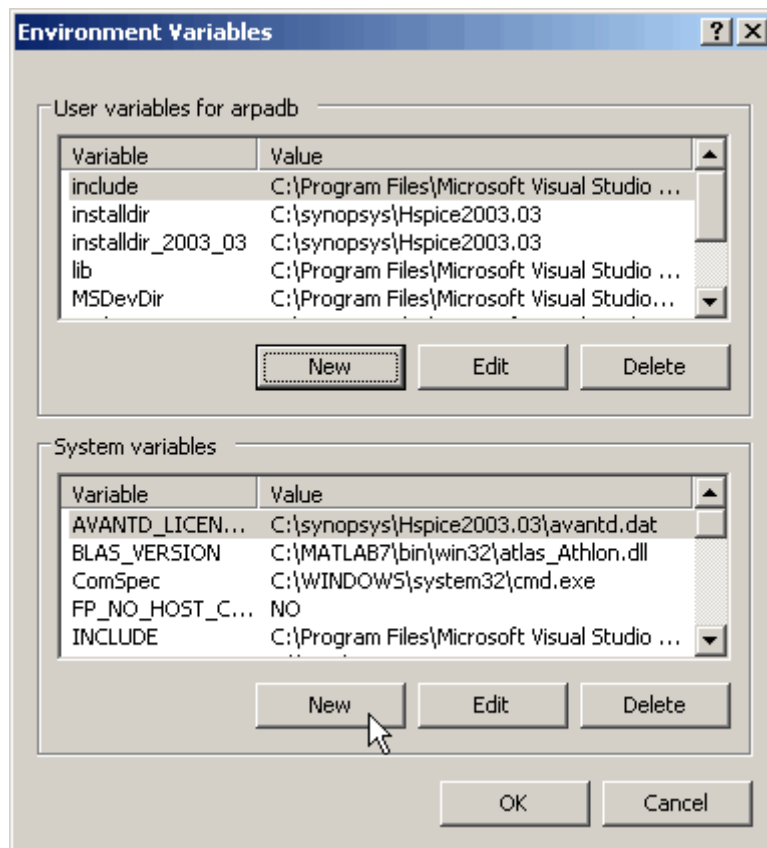 Environment Variables
User variables for arpadb
Variable Value
include C:\Program Files\Microsoft Visual Studio ...
installdir C:\synopsys\Hspice2003.03
installdir_2003_03 C:\synopsys\Hspice2003.03
lib C:\Program Files\Microsoft Visual Studio ...
MSDevDir C:\Program Files\Microsoft Visual Studio...
New Edit Delete
System variables
Variable Value
AVANTD_LICEN... C:\synopsys\Hspice2003.03\avantd.dat
BLAS_VERSION C:\MATLAB7\bin\win32\atlas_Athlon.dll
ComSpec C:\WINDOWS\system32\cmd.exe
FP_NO_HOST_C... NO
INCLUDE C:\Program Files\Microsoft Visual Studio ...
New Edit Delete
OK Cancel